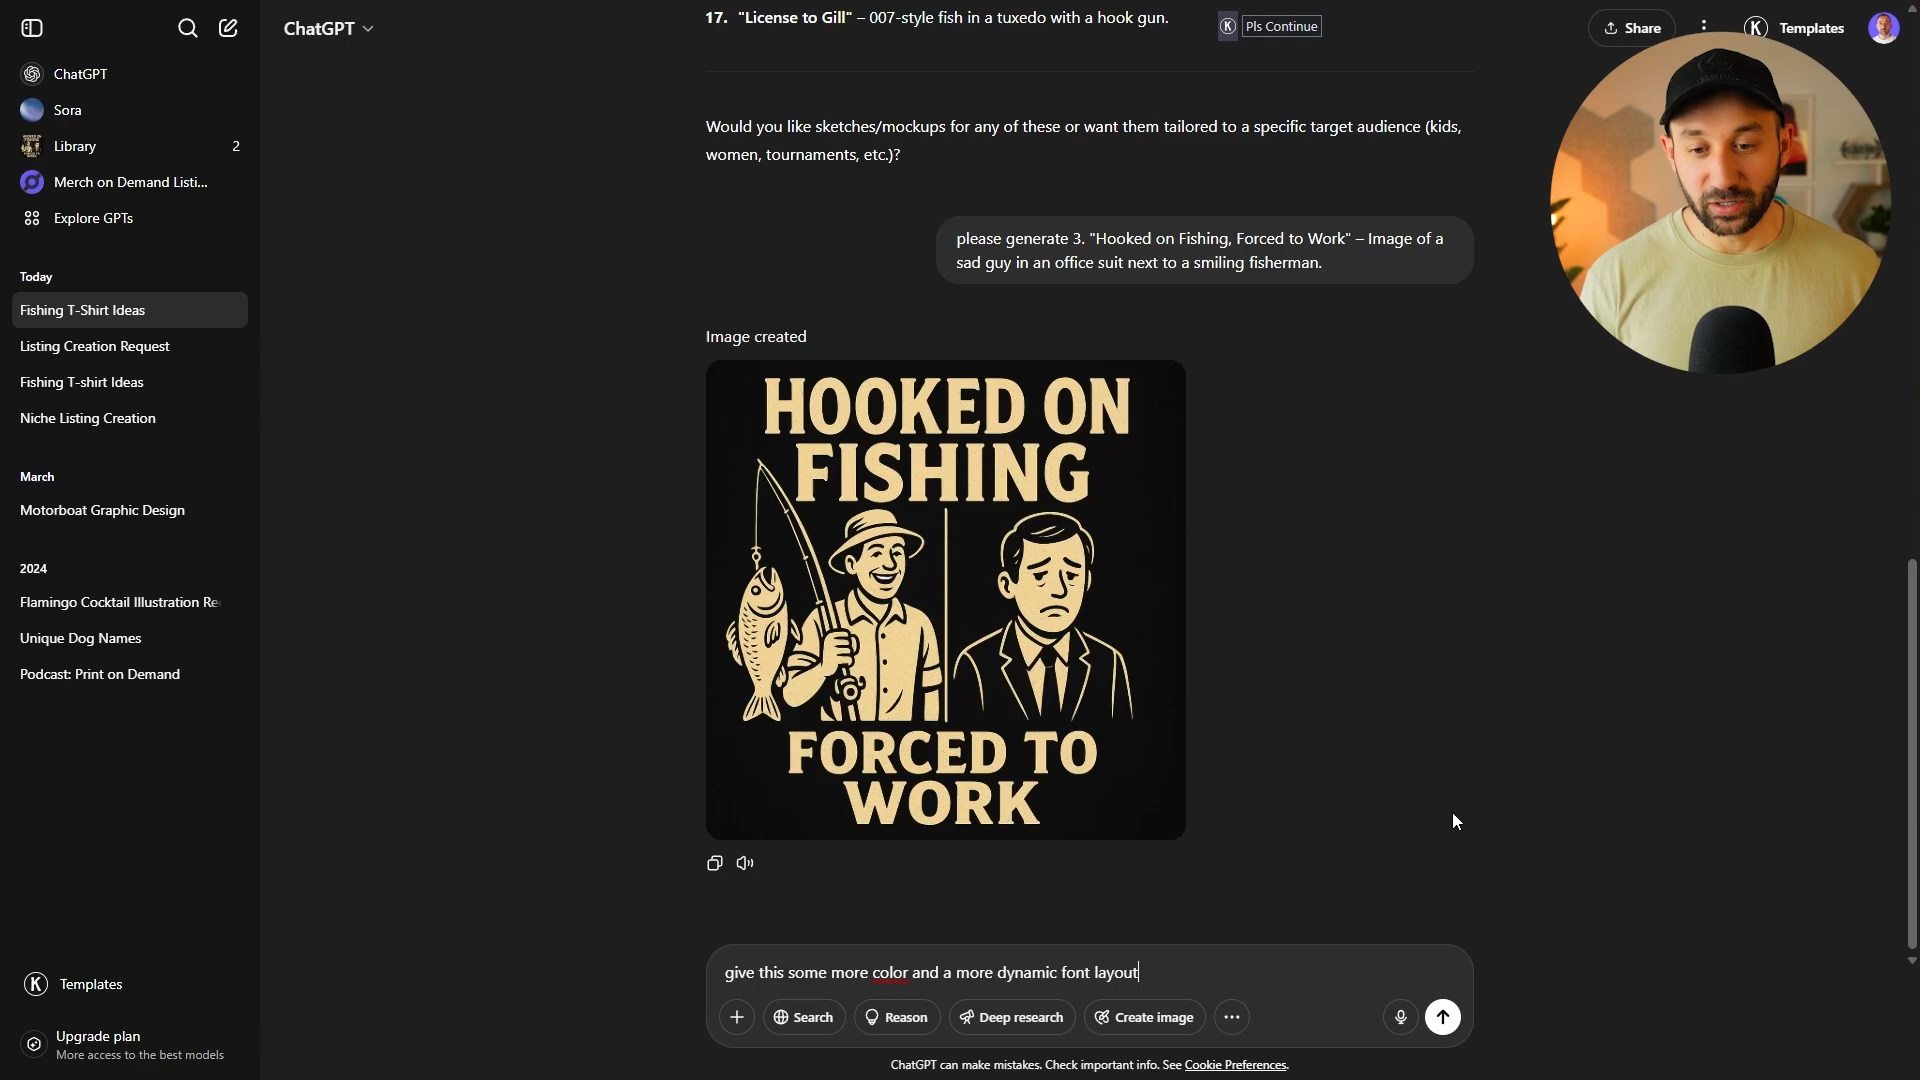 ChatGPT
17. "License to Gill" – 007-style fish in a tuxedo with a hook gun.
K Pls Continue
Share
K Templates
ChatGPT
Sora
Library 2
Merch on Demand Listi...
Explore GPTs
Today
Fishing T-Shirt Ideas
Listing Creation Request
Fishing T-shirt Ideas
Niche Listing Creation
March
Motorboat Graphic Design
2024
Flamingo Cocktail Illustration Re
Unique Dog Names
Podcast: Print on Demand
K Templates
Upgrade plan
More access to the best models
Would you like sketches/mockups for any of these or want them tailored to a specific target audience (kids,
women, tournaments, etc.)?
please generate 3. "Hooked on Fishing, Forced to Work" – Image of a
sad guy in an office suit next to a smiling fisherman.
Image created
HOOKED ON
FISHING
FORCED TO
WORK
give this some more color and a more dynamic font layout
Search
Reason
Deep research
Create image
ChatGPT can make mistakes. Check important info. See Cookie Preferences.